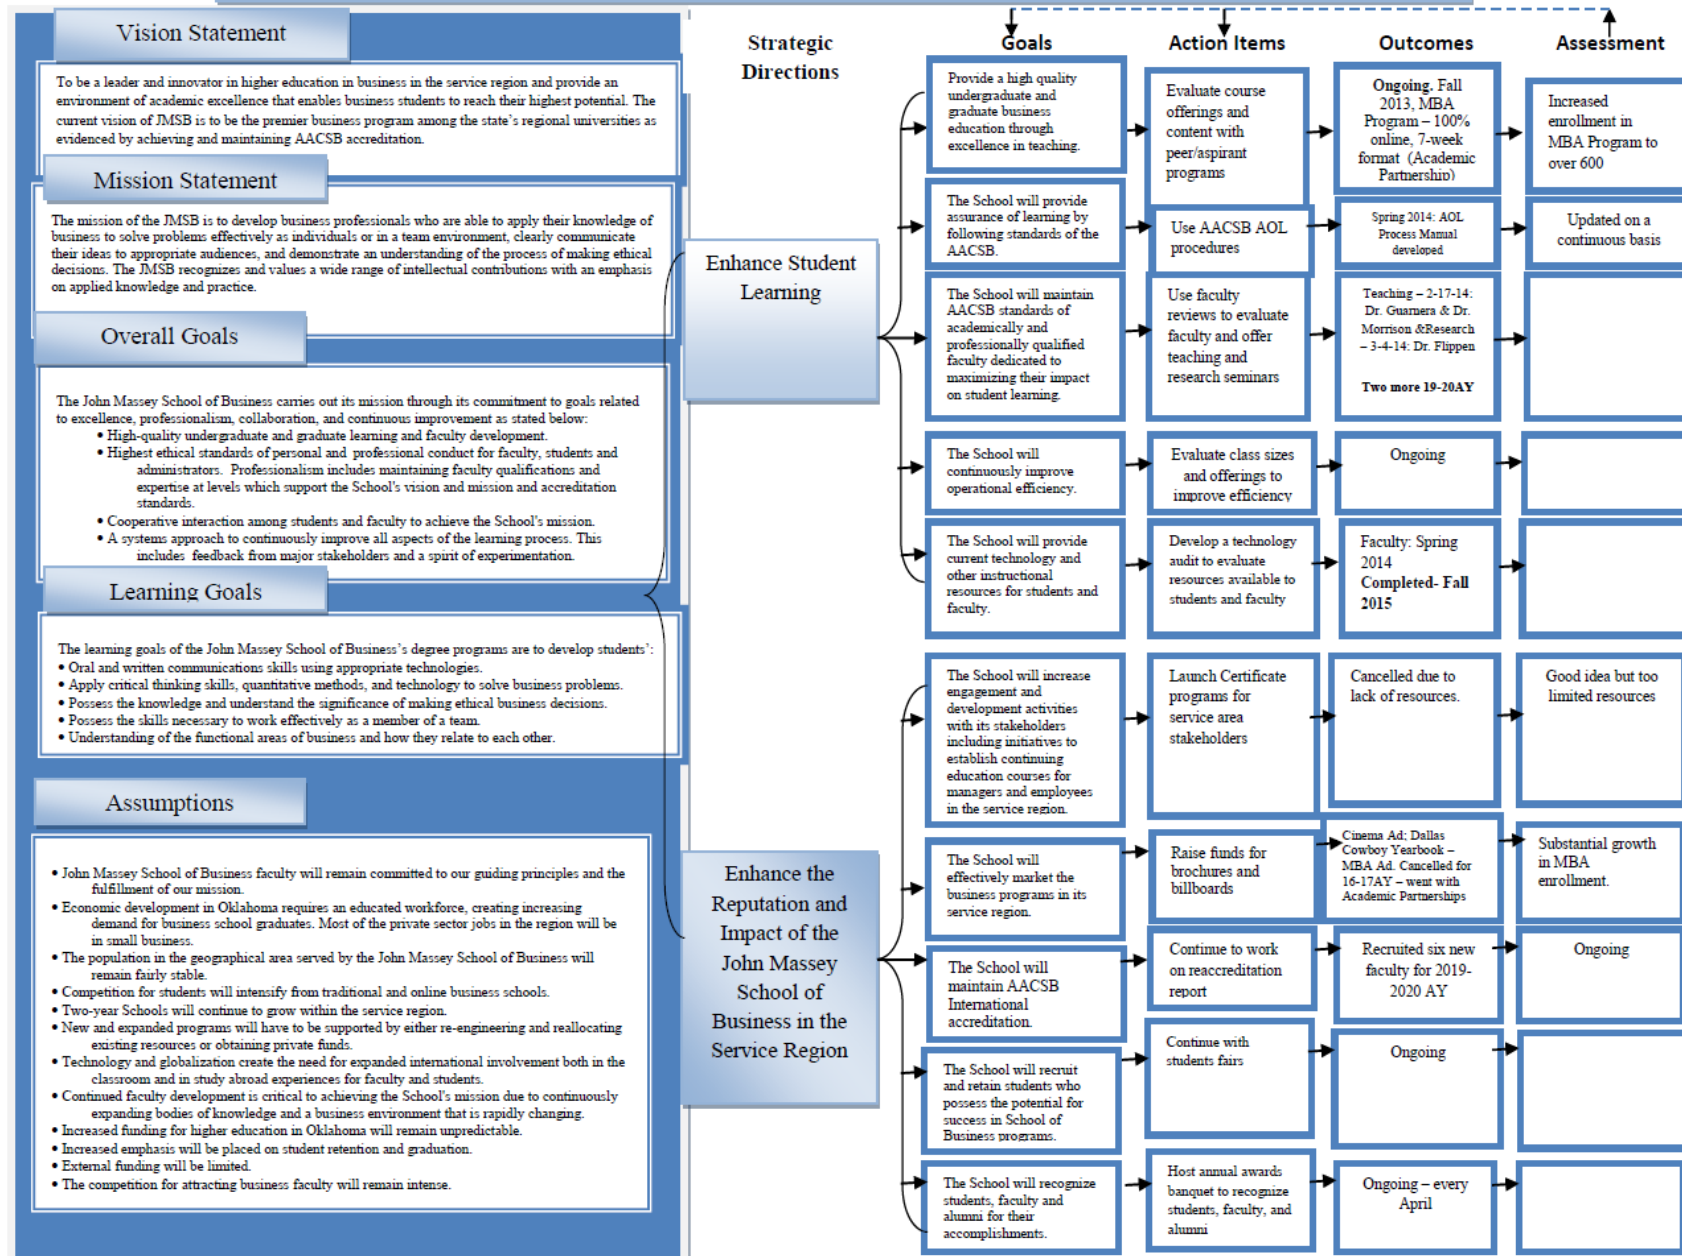 Vision Statement
To be a leader and innovator in higher education in business in the service region and provide an
environment of academic excellence that enables business students to reach their highest potential. The
current vision of JMSB is to be the premier business program among the state's regional universities as
evidenced by achieving and maintaining AACSB accreditation.
Mission Statement
The mission of the JMSB is to develop business professionals who are able to apply their knowledge of
business to solve problems effectively as individuals or in a team environment, clearly communicate
their ideas to appropriate audiences, and demonstrate an understanding of the process of making ethical
decisions. The JMSB recognizes and values a wide range of intellectual contributions with an emphasis
on applied knowledge and practice.
Overall Goals
The John Massey School of Business carries out its mission through its commitment to goals related
to excellence, professionalism, collaboration, and continuous improvement as stated below:
• High-quality undergraduate and graduate learning and faculty development.
• Highest ethical standards of personal and professional conduct for faculty, students and
administrators. Professionalism includes maintaining faculty qualifications and
expertise at levels which support the School's vision and mission and accreditation
standards.
• Cooperative interaction among students and faculty to achieve the School's mission.
• A systems approach to continuously improve all aspects of the learning process. This
includes feedback from major stakeholders and a spirit of experimentation.
Learning Goals
The learning goals of the John Massey School of Business's degree programs are to develop students':
• Oral and written communications skills using appropriate technologies.
• Apply critical thinking skills, quantitative methods, and technology to solve business problems.
• Possess the knowledge and understand the significance of making ethical business decisions.
• Possess the skills necessary to work effectively as a member of a team.
• Understanding of the functional areas of business and how they relate to each other.
Assumptions
• John Massey School of Business faculty will remain committed to our guiding principles and the
fulfillment of our mission.
• Economic development in Oklahoma requires an educated workforce, creating increasing
demand for business school graduates. Most of the private sector jobs in the region will be
in small business.
• The population in the geographical area served by the John Massey School of Business will
remain fairly stable.
• Competition for students will intensify from traditional and online business schools.
• Two-year Schools will continue to grow within the service region.
• New and expanded programs will have to be supported by either re-engineering and reallocating
existing resources or obtaining private funds.
• Technology and globalization create the need for expanded international involvement both in the
classroom and in study abroad experiences for faculty and students.
• Continued faculty development is critical to achieving the School's mission due to continuously
expanding bodies of knowledge and a business environment that is rapidly changing.
• Increased funding for higher education in Oklahoma will remain unpredictable.
• Increased emphasis will be placed on student retention and graduation.
• External funding will be limited.
• The competition for attracting business faculty will remain intense.
Strategic
Directions
Goals
Action Items
Outcomes
Assessment
Enhance Student
Learning
Provide a high quality
undergraduate and
graduate business
education through
excellence in teaching.
Evaluate course
offerings and
content with
peer/aspirant
programs
Ongoing. Fall
2013, MBA
Program – 100%
online, 7-week
format (Academic
Partnership)
Increased
enrollment in
MBA Program to
over 600
The School will provide
assurance of learning by
following standards of the
AACSB.
Use AACSB AOL
procedures
Spring 2014: AOL
Process Manual
developed
Updated on a
continuous basis
The School will maintain
AACSB standards of
academically and
professionally qualified
faculty dedicated to
maximizing their impact
on student learning.
Use faculty
reviews to evaluate
faculty and offer
teaching and
research seminars
Teaching – 2-17-14:
Dr. Guarnera & Dr.
Morrison &Research
– 3-4-14: Dr. Flippen
Two more 19-20AY
The School will
continuously improve
operational efficiency.
Evaluate class sizes
and offerings to
improve efficiency
Ongoing
The School will provide
current technology and
other instructional
resources for students and
faculty.
Develop a technology
audit to evaluate
resources available to
students and faculty
Faculty: Spring
2014
Completed- Fall
2015
Enhance the
Reputation and
Impact of the
John Massey
School of
Business in the
Service Region
The School will increase
engagement and
development activities
with its stakeholders
including initiatives to
establish continuing
education courses for
managers and employees
in the service region.
Launch Certificate
programs for
service area
stakeholders
Cancelled due to
lack of resources.
Good idea but too
limited resources
The School will
effectively market the
business programs in its
service region.
Raise funds for
brochures and
billboards
Cinema Ad; Dallas
Cowboy Yearbook –
MBA Ad. Cancelled for
16-17AY – went with
Academic Partnerships
Substantial growth
in MBA
enrollment.
The School will
maintain AACSB
International
accreditation.
Continue to work
on reaccreditation
report
Recruited six new
faculty for 2019-
2020 AY
Ongoing
The School will recruit
and retain students who
possess the potential for
success in School of
Business programs.
Continue with
students fairs
Ongoing
The School will recognize
students, faculty and
alumni for their
accomplishments.
Host annual awards
banquet to recognize
students, faculty, and
alumni
Ongoing – every
April